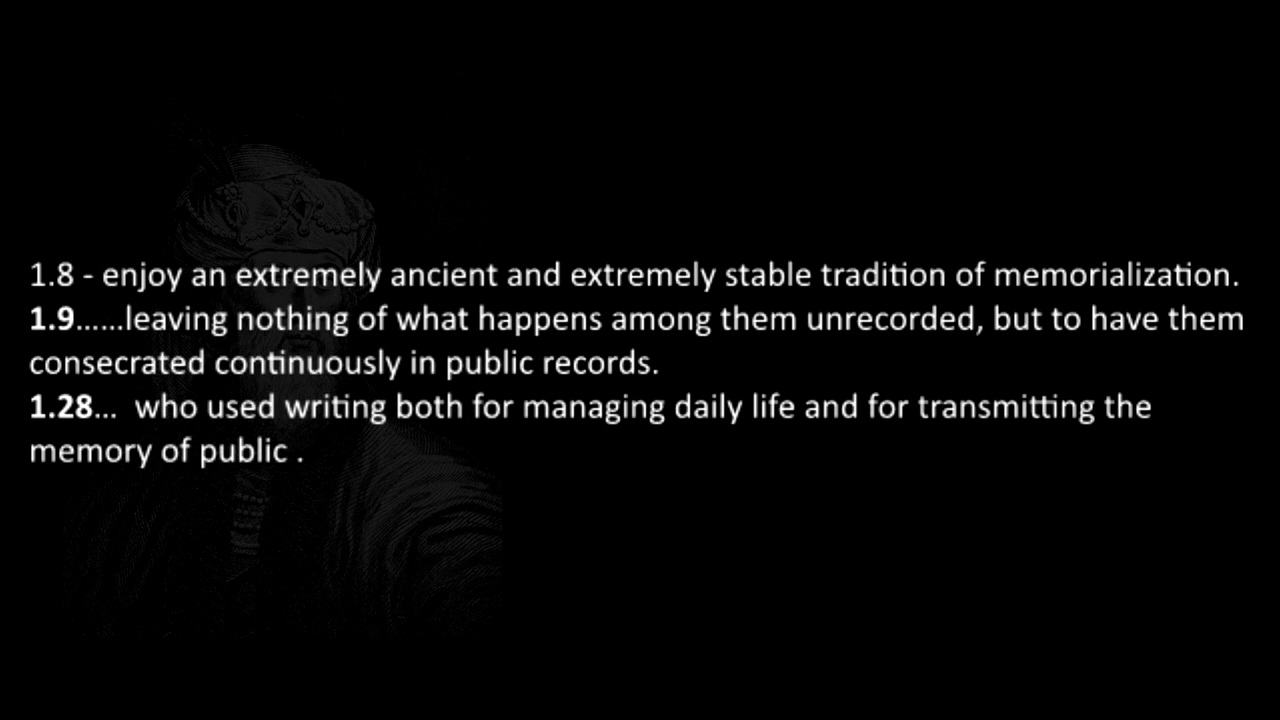 1.8 - enjoy an extremely ancient and extremely stable tradition of memorialization.
1.9......leaving nothing of what happens among them unrecorded, but to have them
consecrated continuously in public records.
1.28...  who used writing both for managing daily life and for transmitting the
memory of public .